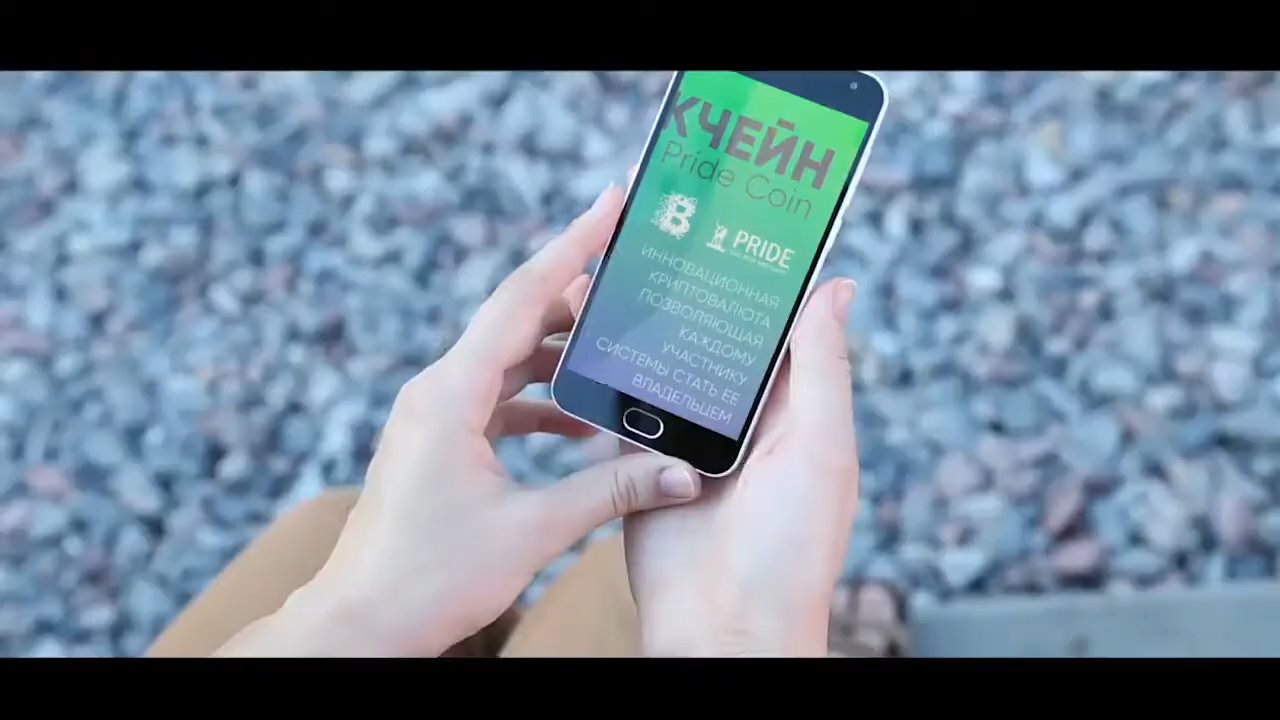 КЧЕЙН
Pride Coin
PRIDE
ИННОВАЦИОННАЯ
КРИПТОВАЛЮТА
ПОЗВОЛЯЮЩАЯ
КАЖДОМУ
УЧАСТНИКУ
СИСТЕМЫ СТАТЬ ЕЕ
ВЛАДЕЛЬЦЕМ